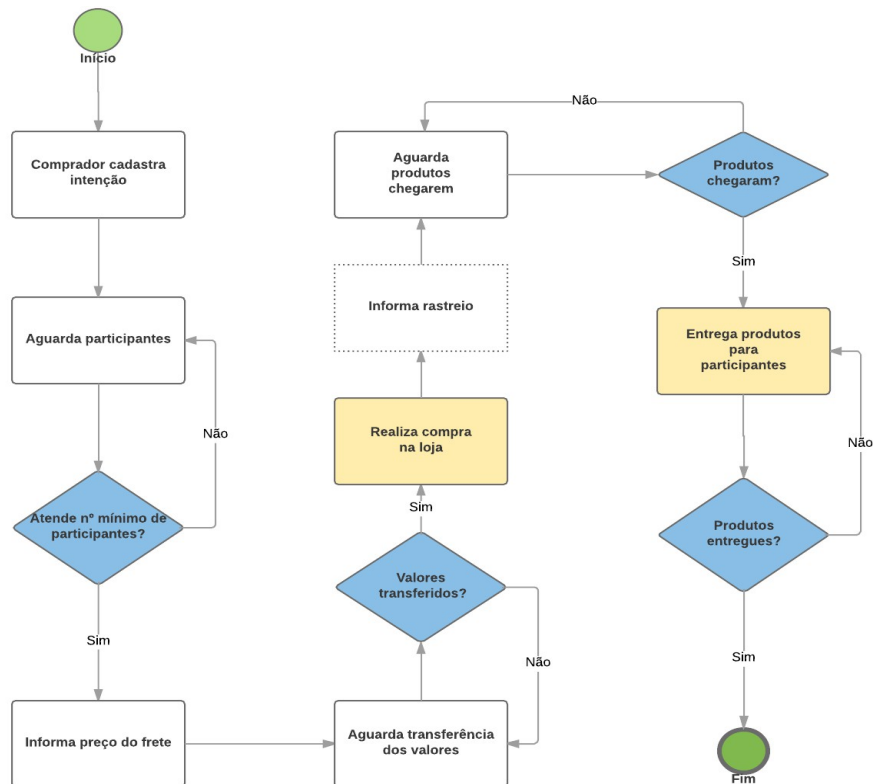 Início
Comprador cadastra
intenção
Aguarda participantes
Não
Atende nº mínimo de
participantes?
Sim
Informa preço do frete
Aguarda transferência
dos valores
Não
Valores
transferidos?
Sim
Realiza compra
na loja
Informa rastreio
Aguarda
produtos
chegarem
Não
Produtos
chegaram?
Sim
Entrega produtos
para
participantes
Não
Produtos
entregues?
Sim
Fim